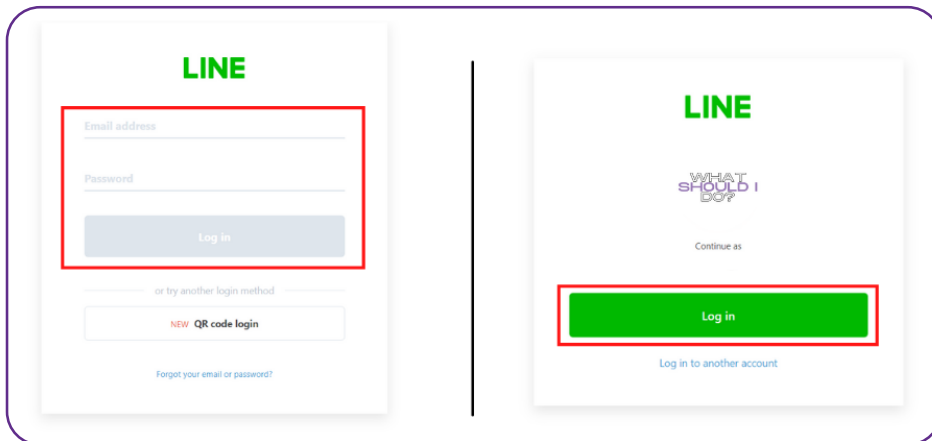 LINE
Email address
Password
Log in
or try another login method
NEW QR code login
Forgot your email or password?
LINE
WHAT
SHOULD I
DO?
Continue as
Log in
Log in to another account